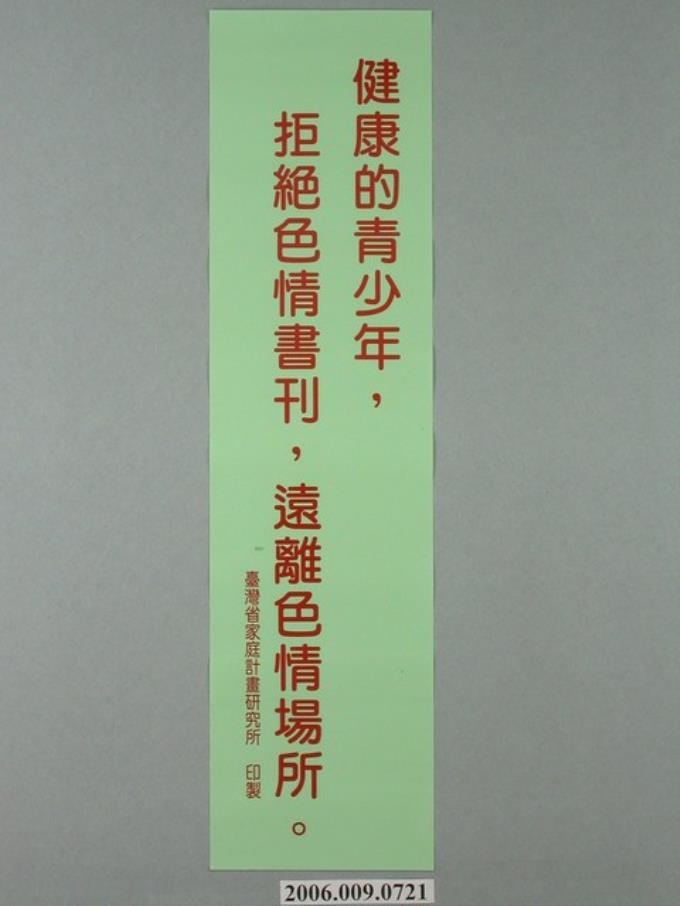 健康的青少年，
拒絕色情書刊，遠離色情場所。
臺灣省家庭計畫研究所　印製
2006.009.0721